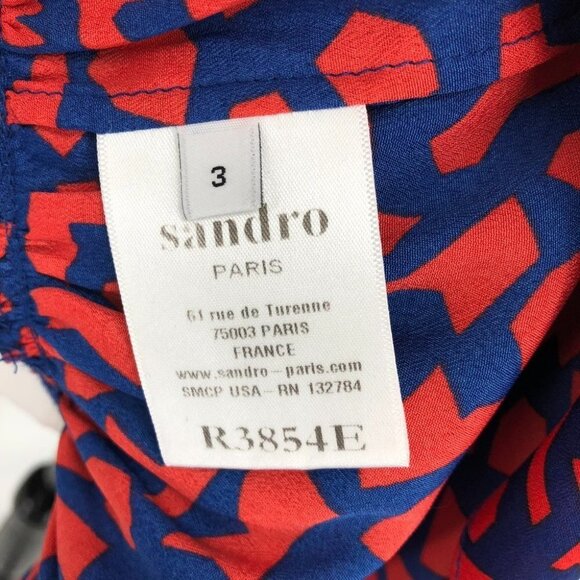 3
sandro
PARIS
61 rue de Turenne
75003 PARIS
FRANCE
www.sandro-paris.com
SMCP USA-RN 132784
R3854E